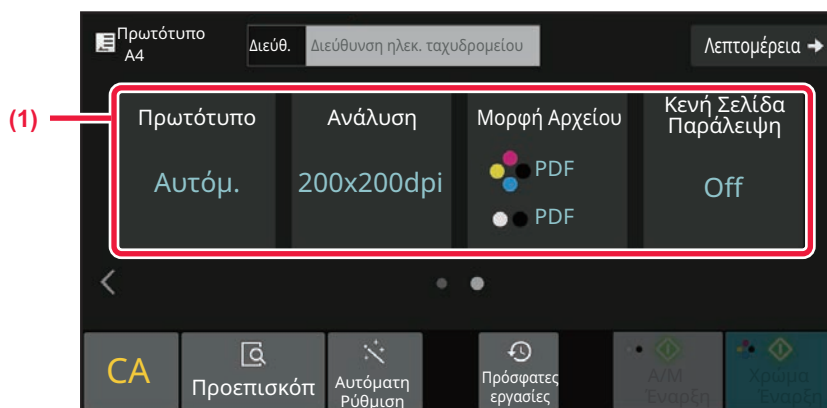 Πρωτότυπο
A4
Διεύθ.
Διεύθυνση ηλεκ. ταχυδρομείου
Λεπτομέρεια
(1)
Πρωτότυπο
Ανάλυση
Μορφή Αρχείου
Κενή Σελίδα
Παράλειψη
Αυτόμ.
200x200dpi
PDF
PDF
Off
CA
Προεπισκόπ
Αυτόματη
Ρύθμιση
Πρόσφατες
εργασίες
Α/Μ
Έναρξη
Χρώμα
Έναρξη